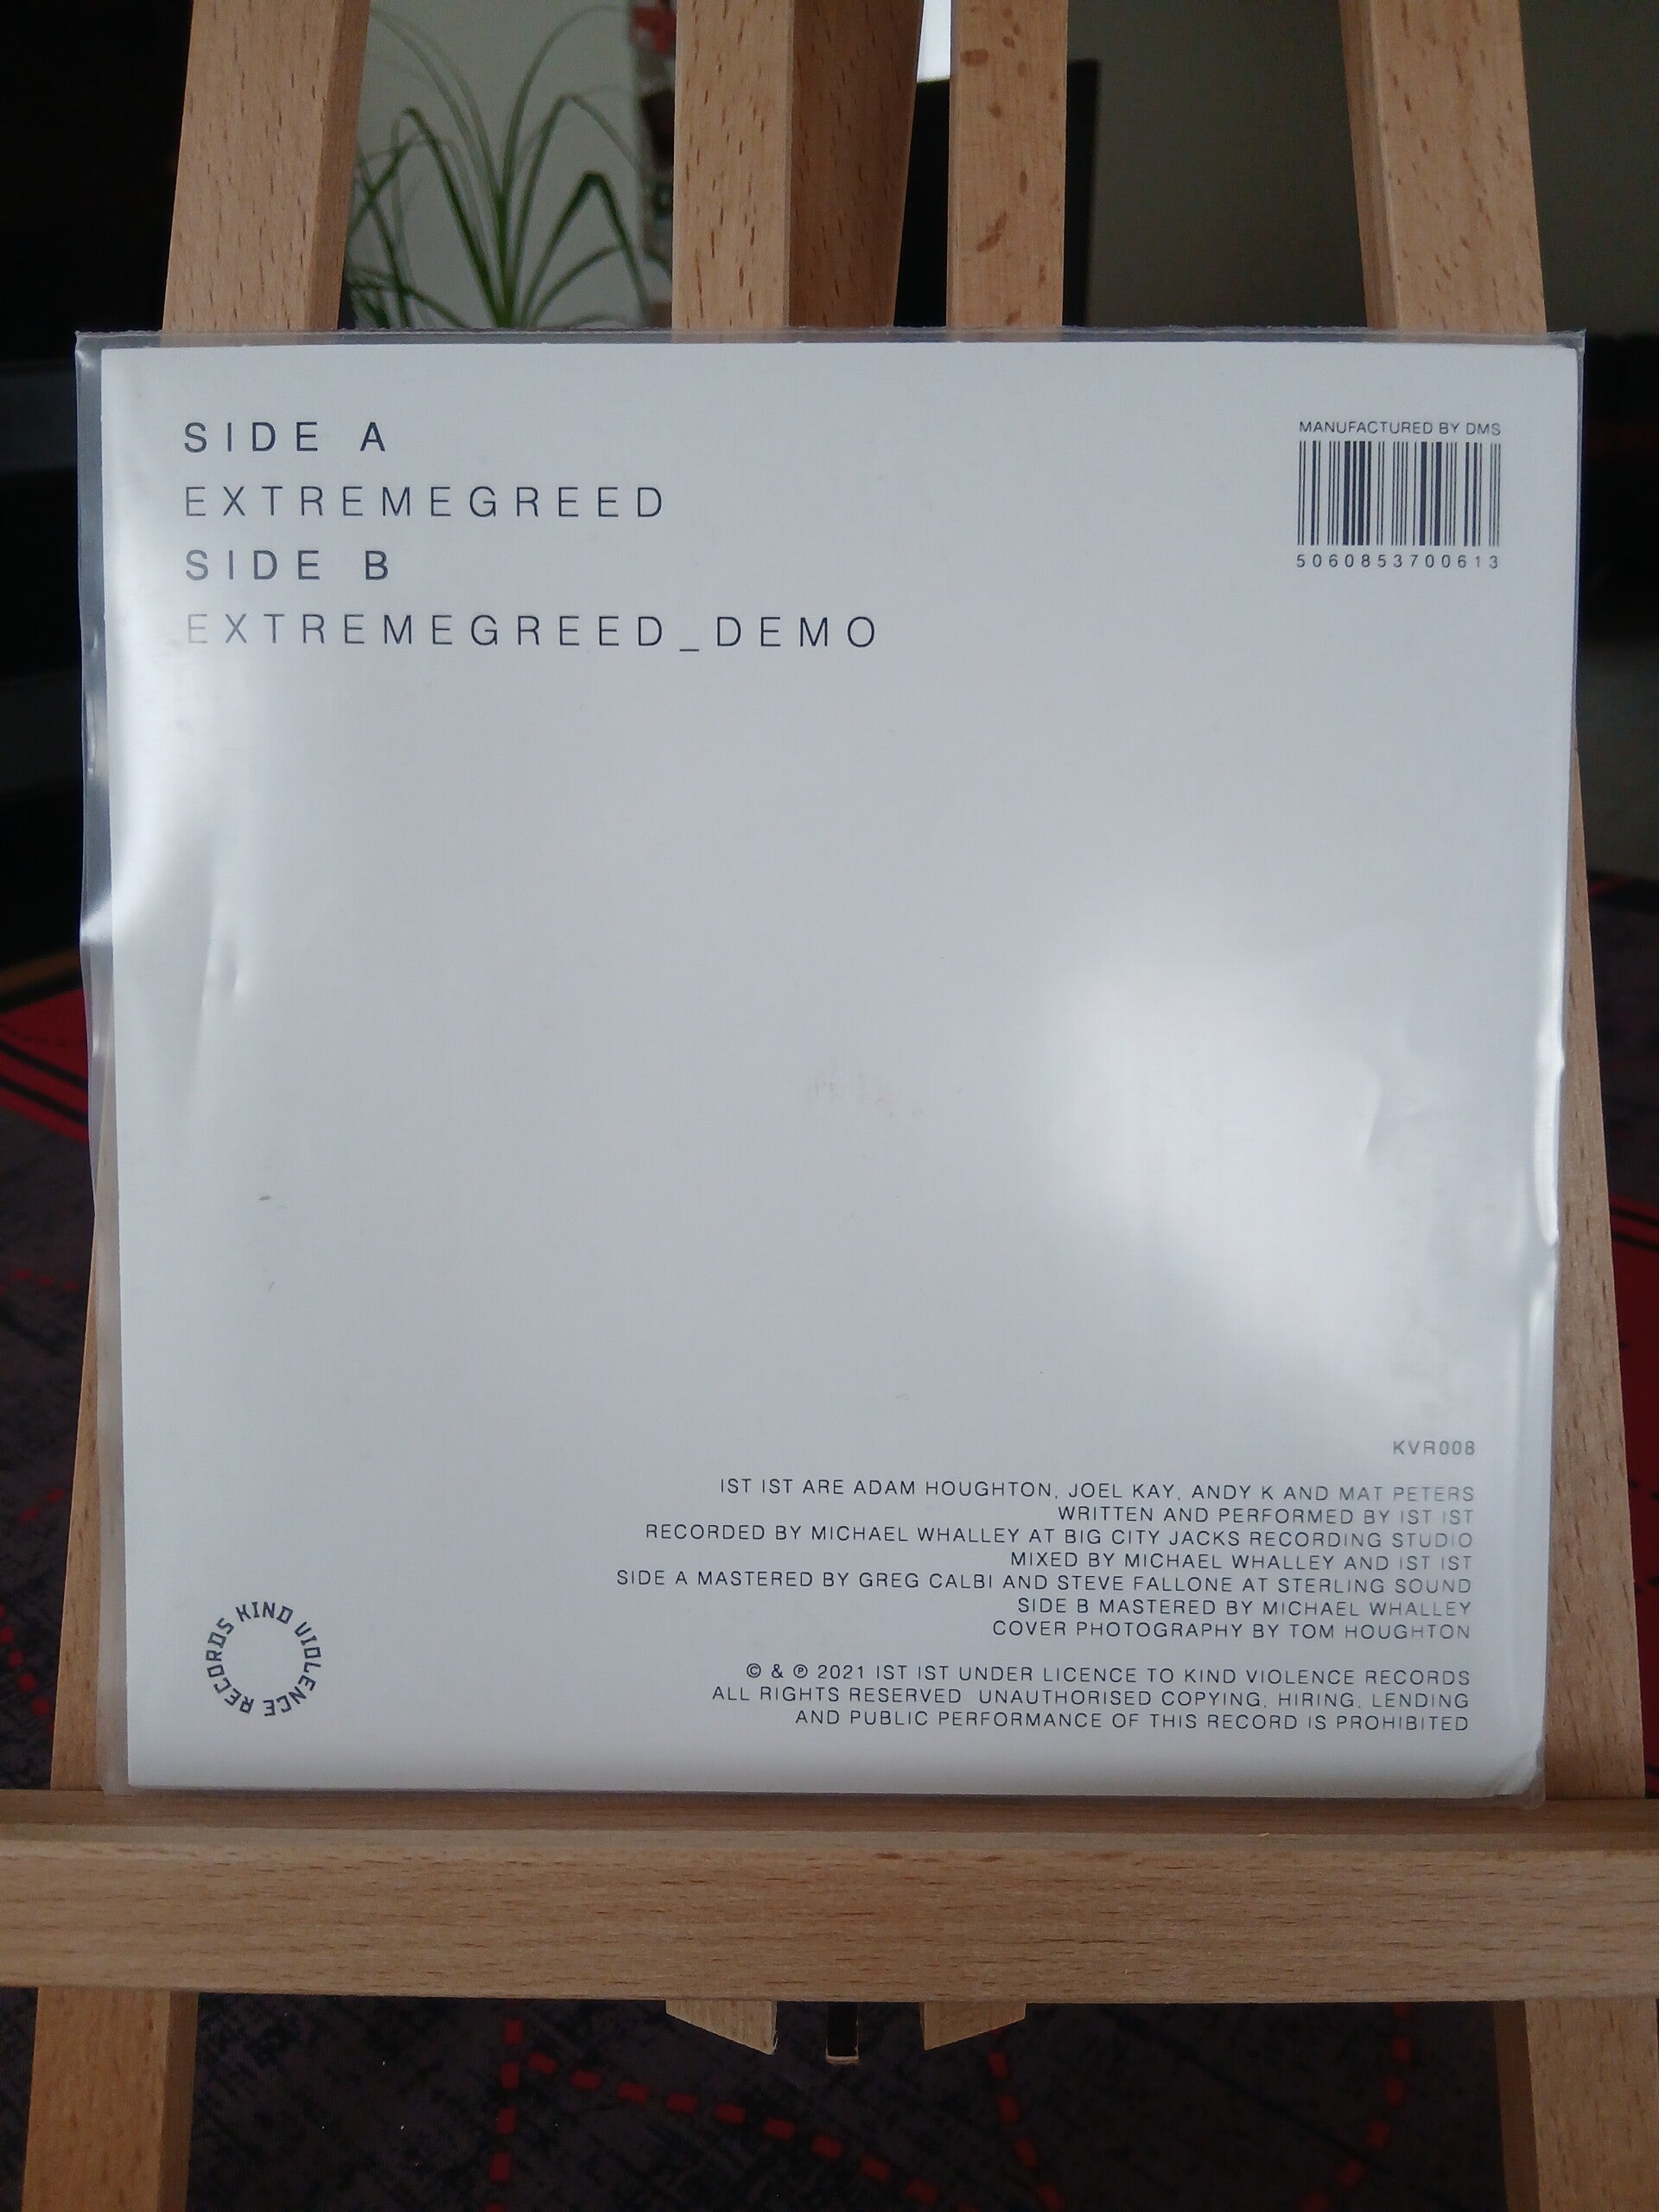 SIDE A
EXTREMEGREED
SIDE B
EXTREMEGREED_DEMO
MANUFACTURED BY DMS
5060853700613
KVR008
IST IST ARE ADAM HOUGHTON, JOEL KAY, ANDY K AND MAT PETERS
WRITTEN AND PERFORMED BY IST IST
RECORDED BY MICHAEL WHALLEY AT BIG CITY JACKS RECORDING STUDIO
MIXED BY MICHAEL WHALLEY AND IST IST
SIDE A MASTERED BY GREG CALBI AND STEVE FALLONE AT STERLING SOUND
SIDE B MASTERED BY MICHAEL WHALLEY
COVER PHOTOGRAPHY BY TOM HOUGHTON
© & ℗ 2021 IST IST UNDER LICENCE TO KIND VIOLENCE RECORDS
ALL RIGHTS RESERVED UNAUTHORISED COPYING, HIRING, LENDING
AND PUBLIC PERFORMANCE OF THIS RECORD IS PROHIBITED
KIND VIOLENCE RECORDS